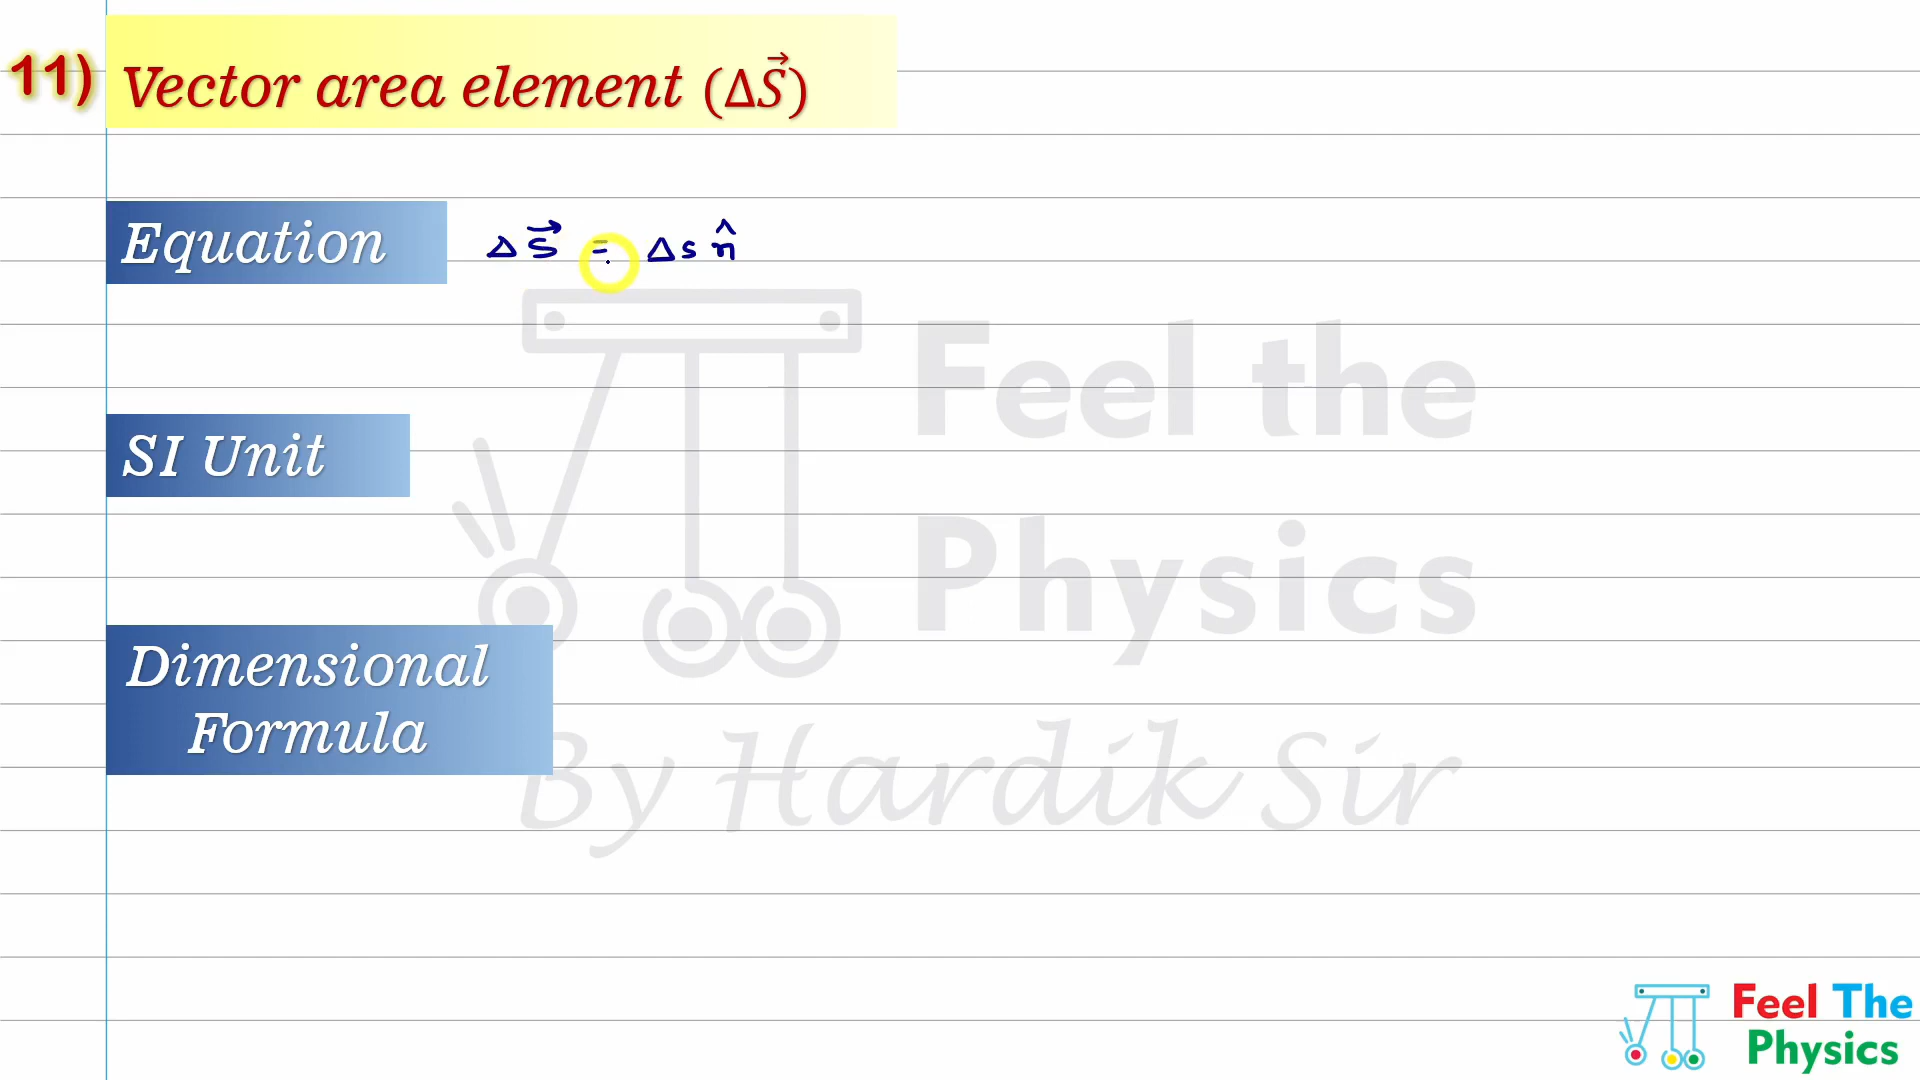 11) Vector area element (ΔS⃗)
Equation Δ S⃗ = Δs n̂
Feel the
SI Unit
Physics
Dimensional
Formula
By Hardik Sir
Feel The
Physics